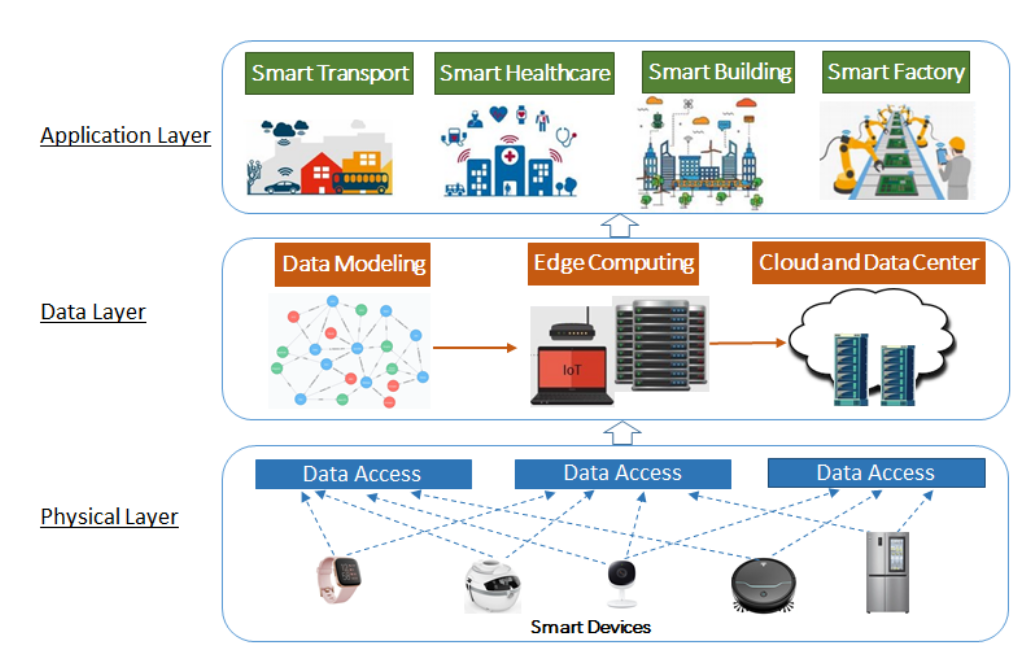 Smart Transport
Smart Healthcare
Smart Building
Smart Factory
Application Layer
Data Modeling
Edge Computing
Cloud and Data Center
Data Layer
IoT
Data Access
Data Access
Data Access
Physical Layer
Smart Devices